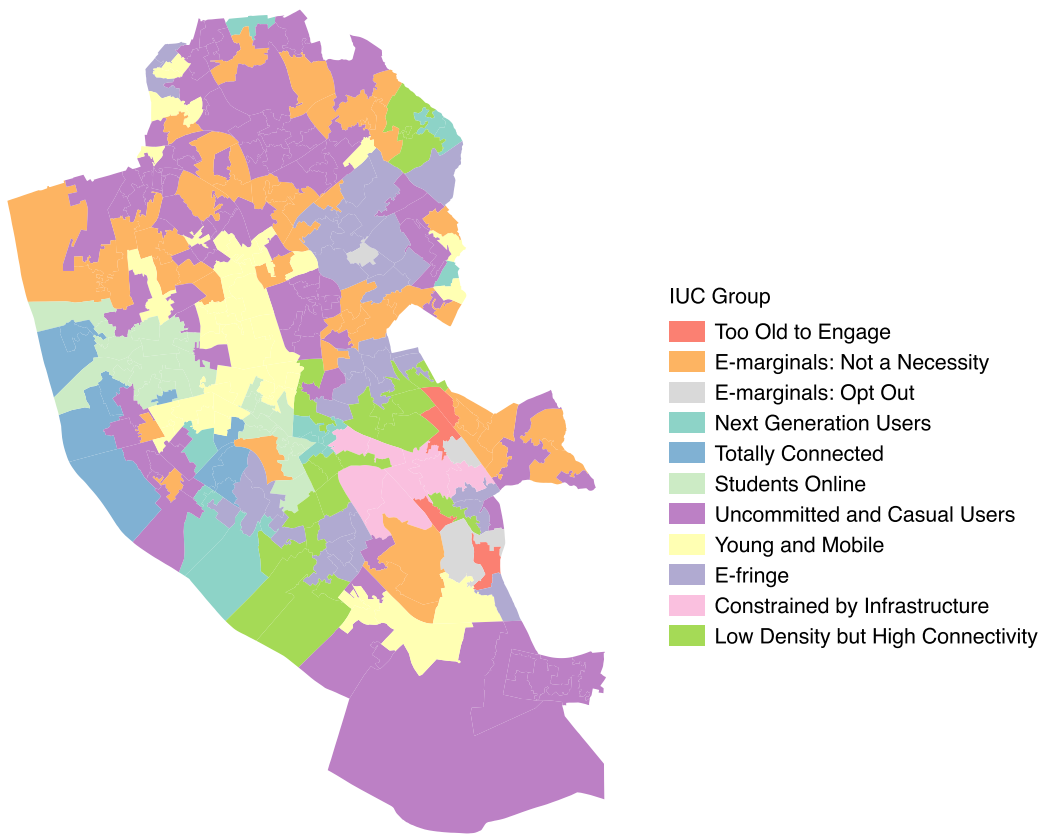 IUC Group
Too Old to Engage
E-marginals: Not a Necessity
E-marginals: Opt Out
Next Generation Users
Totally Connected
Students Online
Uncommitted and Casual Users
Young and Mobile
E-fringe
Constrained by Infrastructure
Low Density but High Connectivity